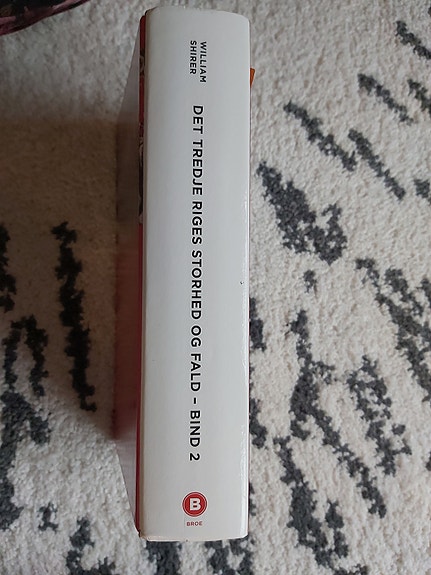 WILLIAM
SHIRER
DET TREDJE RIGES STORHED OG FALD – BIND 2
B
BROE